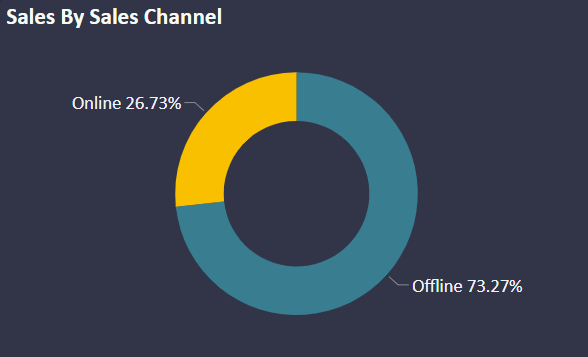 Sales By Sales Channel
Online 26.73%
Offline 73.27%